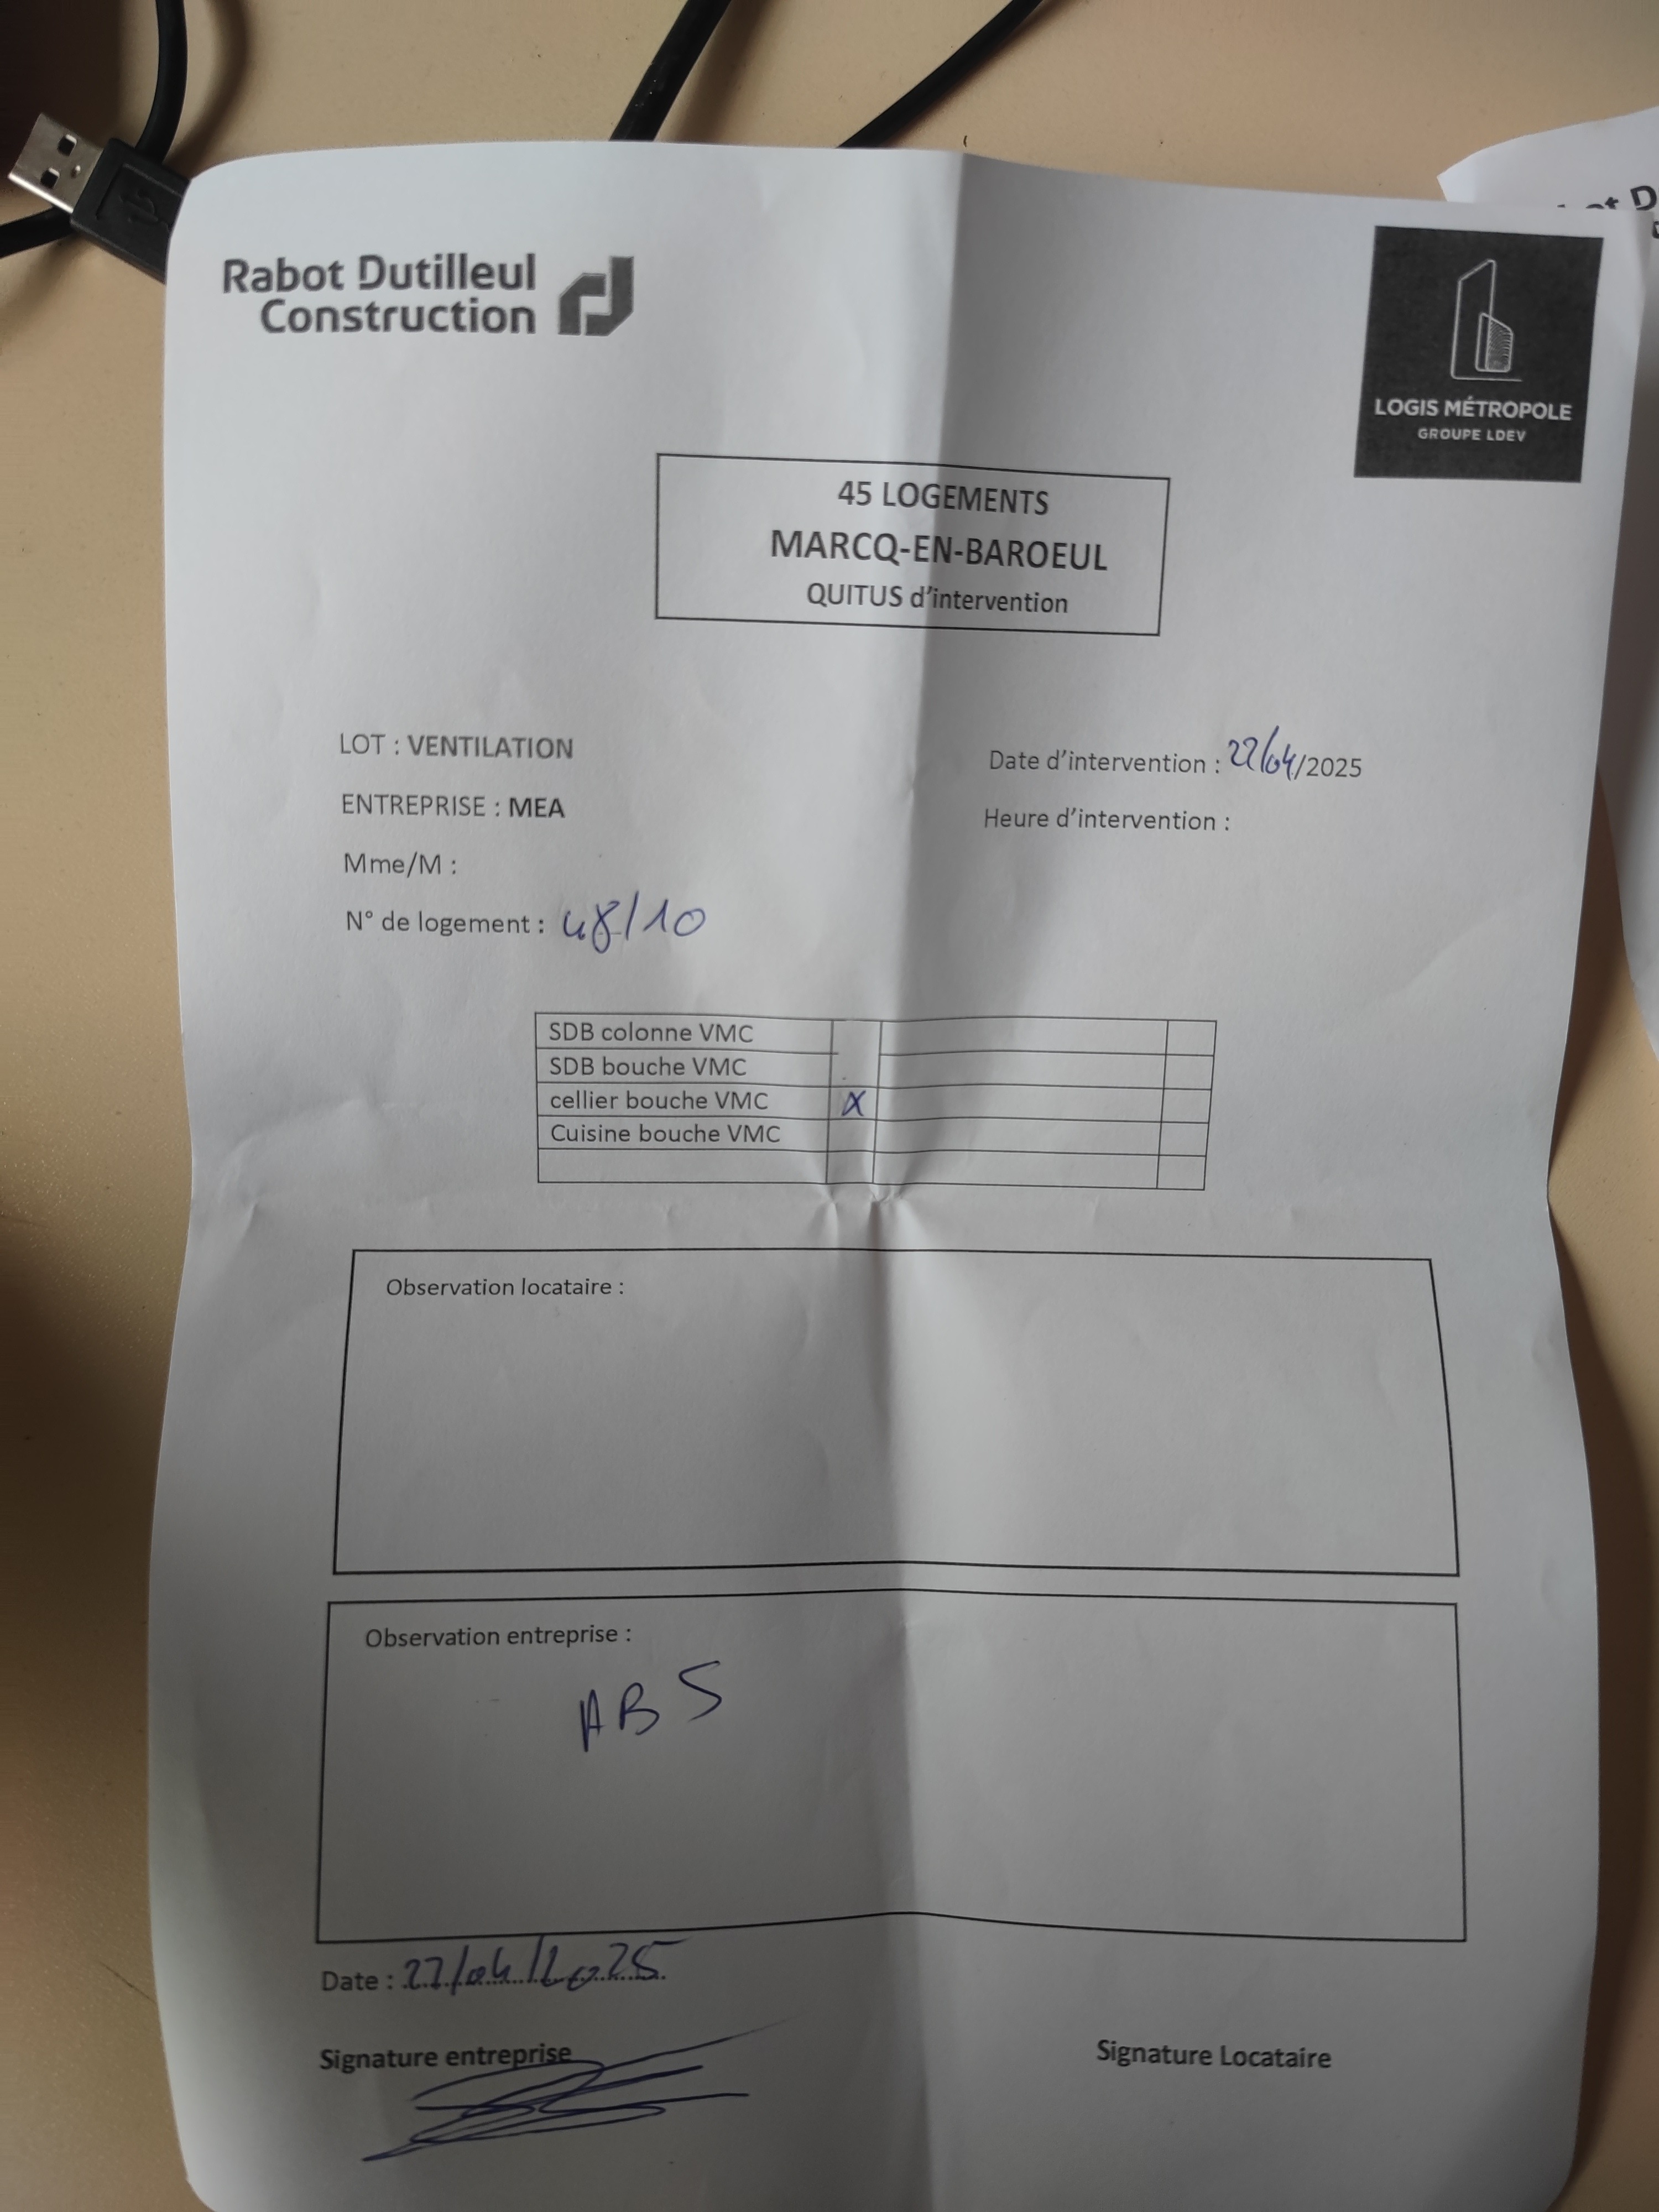 Rabot Dutilleul
Construction
LOGIS MÉTROPOLE
GROUPE LDEV
45 LOGEMENTS
MARCQ-EN-BAROEUL
QUITUS d'intervention
LOT : VENTILATION
Date d'intervention : 22/04/2025
ENTREPRISE : MEA
Heure d'intervention :
Mme/M :
N° de logement : 48/10
SDB colonne VMC
SDB bouche VMC
cellier bouche VMC X
Cuisine bouche VMC
Observation locataire :
Observation entreprise :
ABS
Date : 22/04/2025
Signature entreprise
Signature Locataire